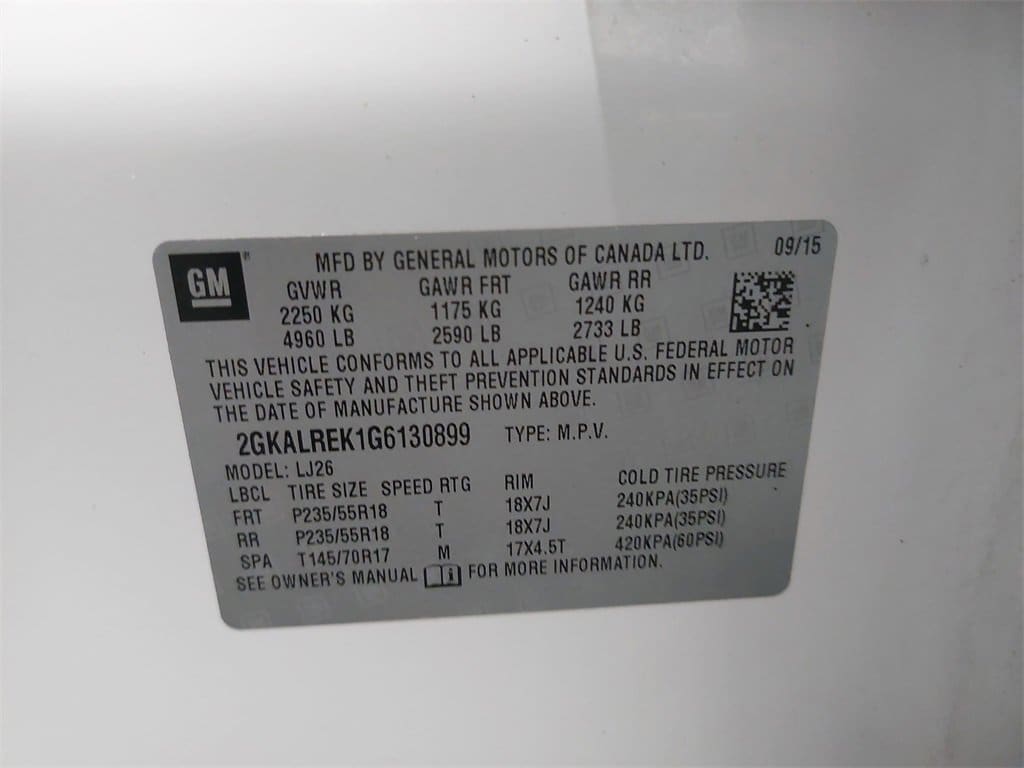 GM
MFD BY GENERAL MOTORS OF CANADA LTD. 09/15
GVWR GAWR FRT GAWR RR
2250 KG 1175 KG 1240 KG
4960 LB 2590 LB 2733 LB
THIS VEHICLE CONFORMS TO ALL APPLICABLE U.S. FEDERAL MOTOR
VEHICLE SAFETY AND THEFT PREVENTION STANDARDS IN EFFECT ON
THE DATE OF MANUFACTURE SHOWN ABOVE.
2GKALREK1G6130899 TYPE: M.P.V.
MODEL: LJ26
LBCL TIRE SIZE SPEED RTG RIM COLD TIRE PRESSURE
FRT P235/55R18 T 18X7J 240KPA(35PSI)
RR P235/55R18 T 18X7J 240KPA(35PSI)
SPA T145/70R17 M 17X4.5T 420KPA(60PSI)
SEE OWNER'S MANUAL FOR MORE INFORMATION.